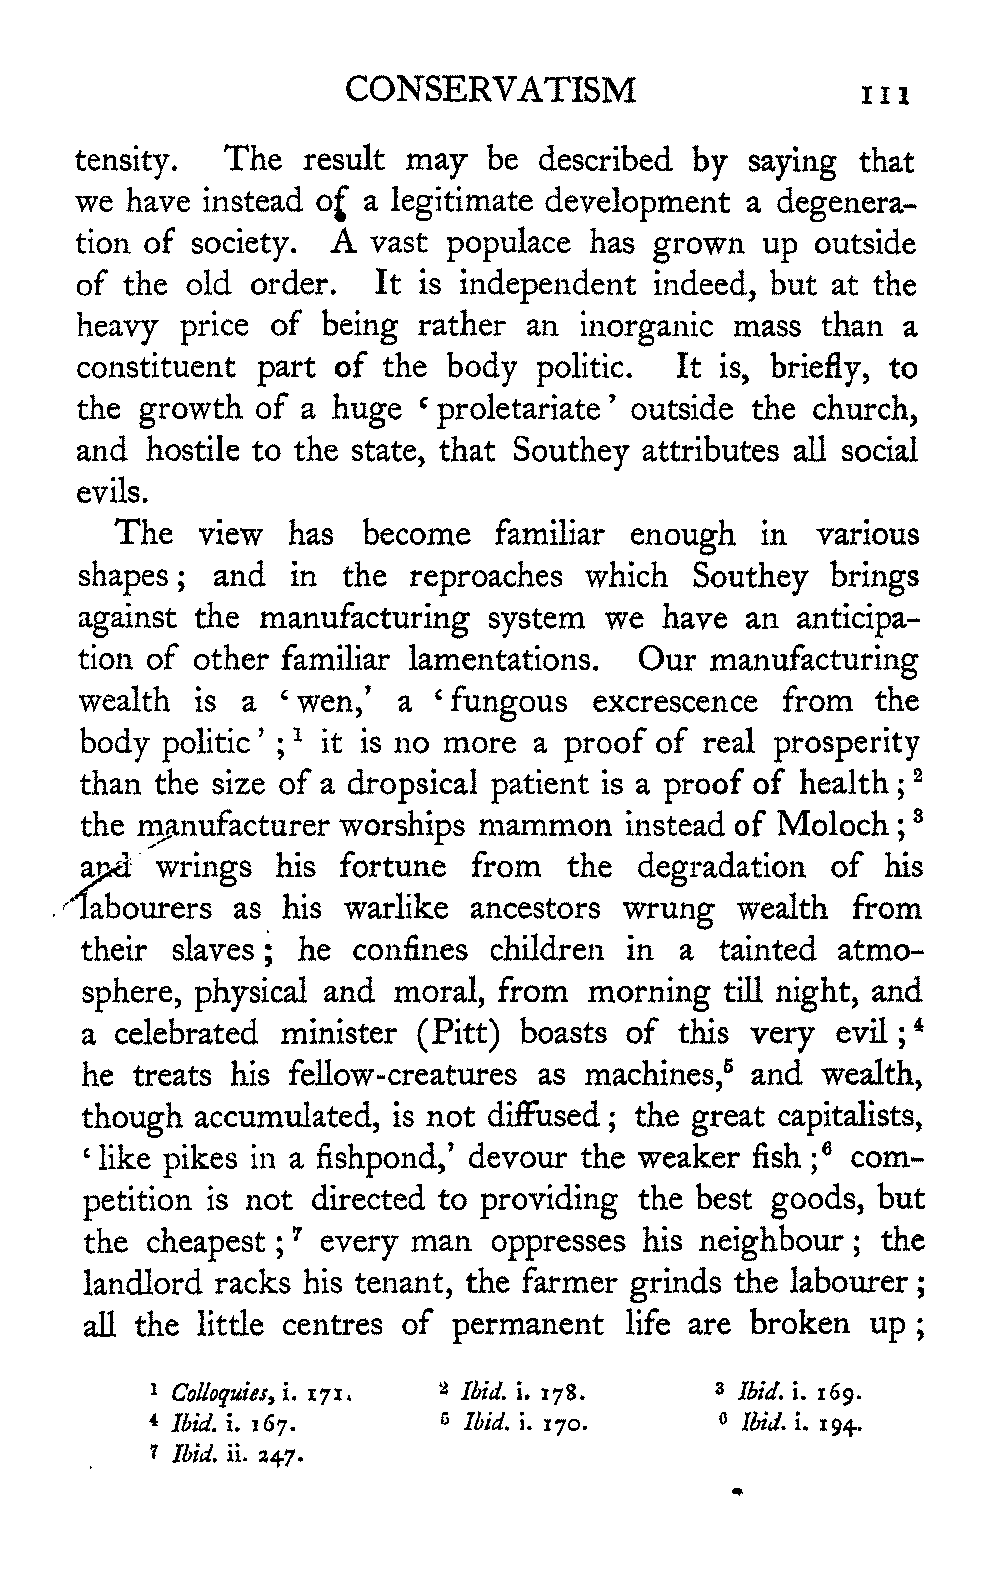 CONSERVATISM 111
tensity. The result may be described by saying that
we have instead of a legitimate development a degenera-
tion of society. A vast populace has grown up outside
of the old order. It is independent indeed, but at the
heavy price of being rather an inorganic mass than a
constituent part of the body politic. It is, briefly, to
the growth of a huge ‘proletariate’ outside the church,
and hostile to the state, that Southey attributes all social
evils.
The view has become familiar enough in various
shapes; and in the reproaches which Southey brings
against the manufacturing system we have an anticipa-
tion of other familiar lamentations. Our manufacturing
wealth is a ‘wen,’ a ‘fungous excrescence from the
body politic’;¹ it is no more a proof of real prosperity
than the size of a dropsical patient is a proof of health;²
the manufacturer worships mammon instead of Moloch;³
and wrings his fortune from the degradation of his
labourers as his warlike ancestors wrung wealth from
their slaves; he confines children in a tainted atmo-
sphere, physical and moral, from morning till night, and
a celebrated minister (Pitt) boasts of this very evil;⁴
he treats his fellow-creatures as machines,⁵ and wealth,
though accumulated, is not diffused; the great capitalists,
‘like pikes in a fishpond,’ devour the weaker fish;⁶ com-
petition is not directed to providing the best goods, but
the cheapest;⁷ every man oppresses his neighbour; the
landlord racks his tenant, the farmer grinds the labourer;
all the little centres of permanent life are broken up;
¹ Colloquies, i. 171. ² Ibid. i. 178. ³ Ibid. i. 169.
⁴ Ibid. i. 167. ⁵ Ibid. i. 170. ⁶ Ibid. i. 194.
⁷ Ibid. ii. 247.